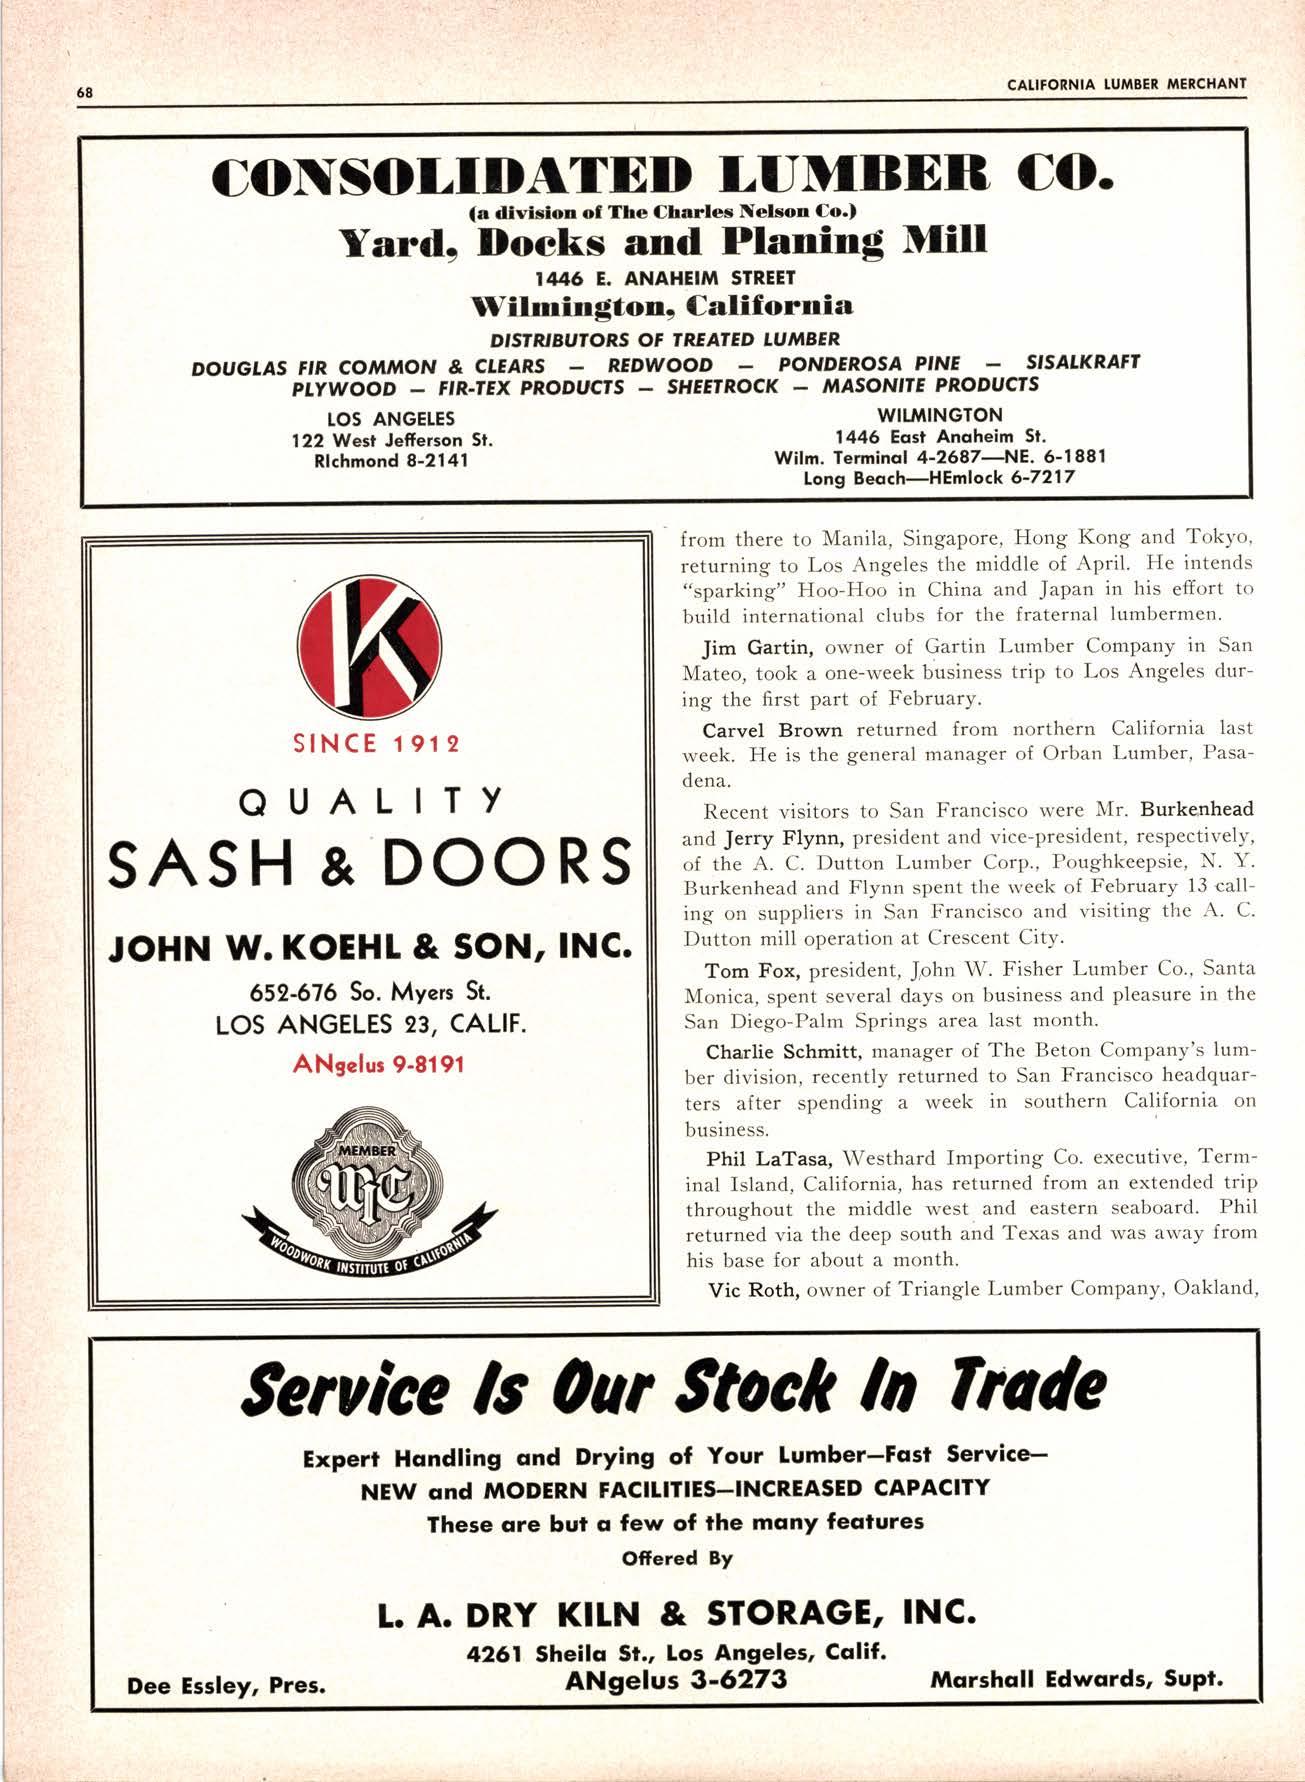 68
CALIFORNIA LUMBER MERCHANT
CONSOLIDATED LUMBER CO.
(a division of The Charles Nelson Co.)
Yard, Docks and Planing Mill
1446 E. ANAHEIM STREET
Wilmington, California
DISTRIBUTORS OF TREATED LUMBER
DOUGLAS FIR COMMON & CLEARS — REDWOOD — PONDEROSA PINE — SISALKRAFT
PLYWOOD — FIR-TEX PRODUCTS — SHEETROCK — MASONITE PRODUCTS
LOS ANGELES
122 West Jefferson St.
RIchmond 8-2141
WILMINGTON
1446 East Anaheim St.
Wilm. Terminal 4-2687—NE. 6-1881
Long Beach—HEmlock 6-7217
K
SINCE 1912
QUALITY
SASH & DOORS
JOHN W. KOEHL & SON, INC.
652-676 So. Myers St.
LOS ANGELES 23, CALIF.
ANgelus 9-8191
MEMBER
WIC
WOODWORK INSTITUTE OF CALIFORNIA
from there to Manila, Singapore, Hong Kong and Tokyo,
returning to Los Angeles the middle of April. He intends
“sparking” Hoo-Hoo in China and Japan in his effort to
build international clubs for the fraternal lumbermen.
Jim Gartin, owner of Gartin Lumber Company in San
Mateo, took a one-week business trip to Los Angeles dur-
ing the first part of February.
Carvel Brown returned from northern California last
week. He is the general manager of Orban Lumber, Pasa-
dena.
Recent visitors to San Francisco were Mr. Burkenhead
and Jerry Flynn, president and vice-president, respectively,
of the A. C. Dutton Lumber Corp., Poughkeepsie, N. Y.
Burkenhead and Flynn spent the week of February 13 call-
ing on suppliers in San Francisco and visiting the A. C.
Dutton mill operation at Crescent City.
Tom Fox, president, John W. Fisher Lumber Co., Santa
Monica, spent several days on business and pleasure in the
San Diego-Palm Springs area last month.
Charlie Schmitt, manager of The Beton Company's lum-
ber division, recently returned to San Francisco headquar-
ters after spending a week in southern California on
business.
Phil LaTasa, Westhard Importing Co. executive, Term-
inal Island, California, has returned from an extended trip
throughout the middle west and eastern seaboard. Phil
returned via the deep south and Texas and was away from
his base for about a month.
Vic Roth, owner of Triangle Lumber Company, Oakland,
Service Is Our Stock In Trade
Expert Handling and Drying of Your Lumber—Fast Service—
NEW and MODERN FACILITIES—INCREASED CAPACITY
These are but a few of the many features
Offered By
L. A. DRY KILN & STORAGE, INC.
4261 Sheila St., Los Angeles, Calif.
Dee Essley, Pres. ANgelus 3-6273 Marshall Edwards, Supt.